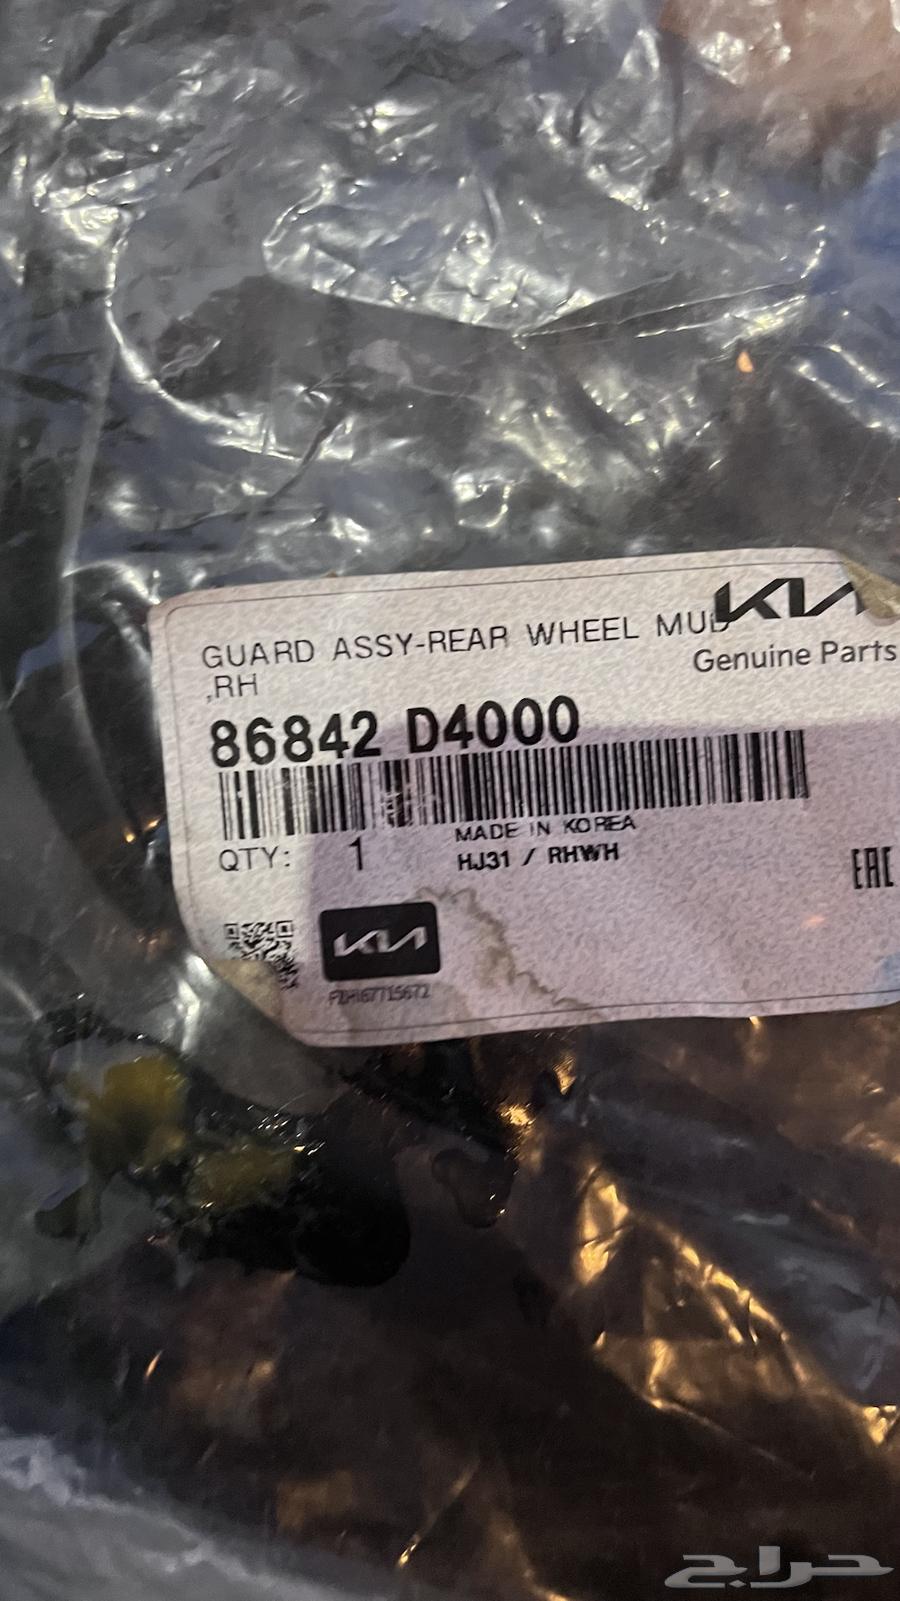 KIA
GUARD ASSY-REAR WHEEL MUD
Genuine Parts
,RH
86842 D4000
MADE IN KOREA
QTY: 1
HJ31 / RHWH
EAC
KIA
حراج